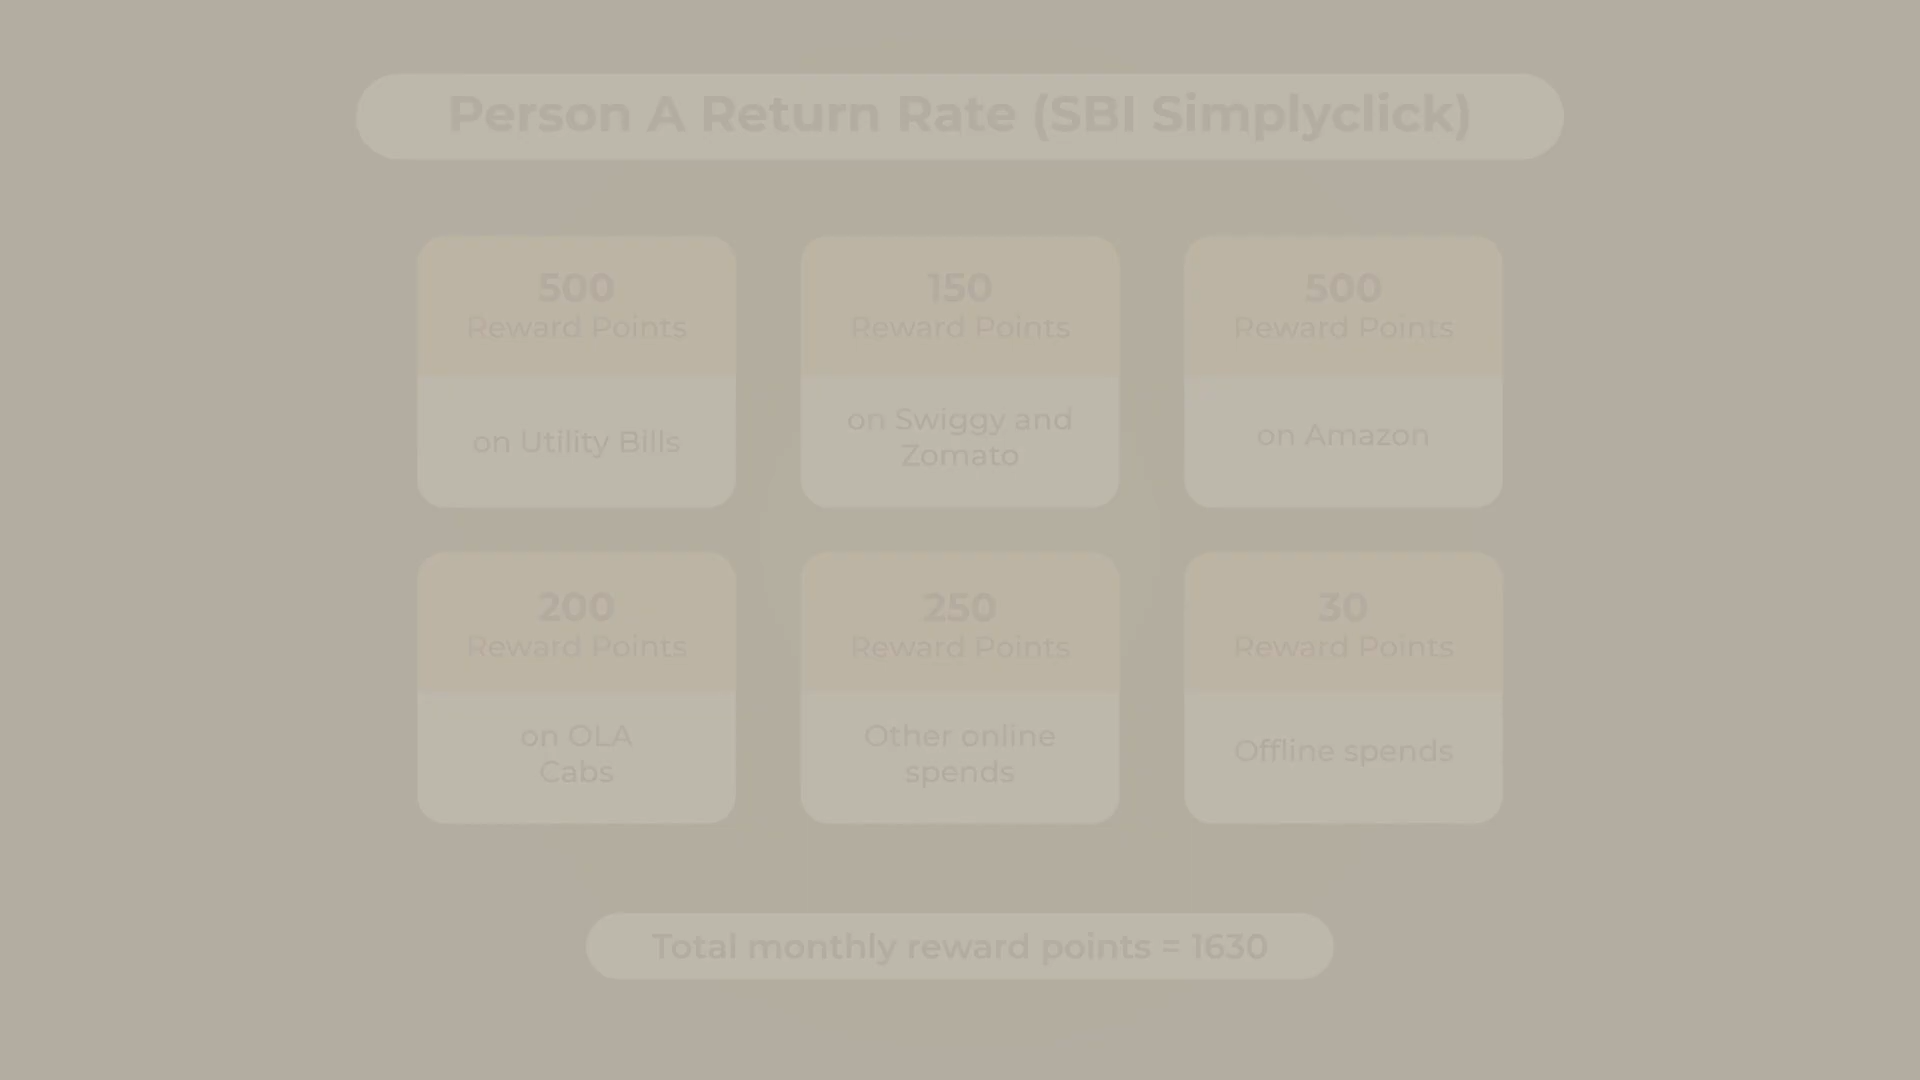 Person A Return Rate (SBI Simplyclick)
500
Reward Points
on Utility Bills
150
Reward Points
on Swiggy and
Zomato
500
Reward Points
on Amazon
200
Reward Points
on OLA
Cabs
250
Reward Points
Other online
spends
30
Reward Points
Offline spends
Total monthly reward points = 1630